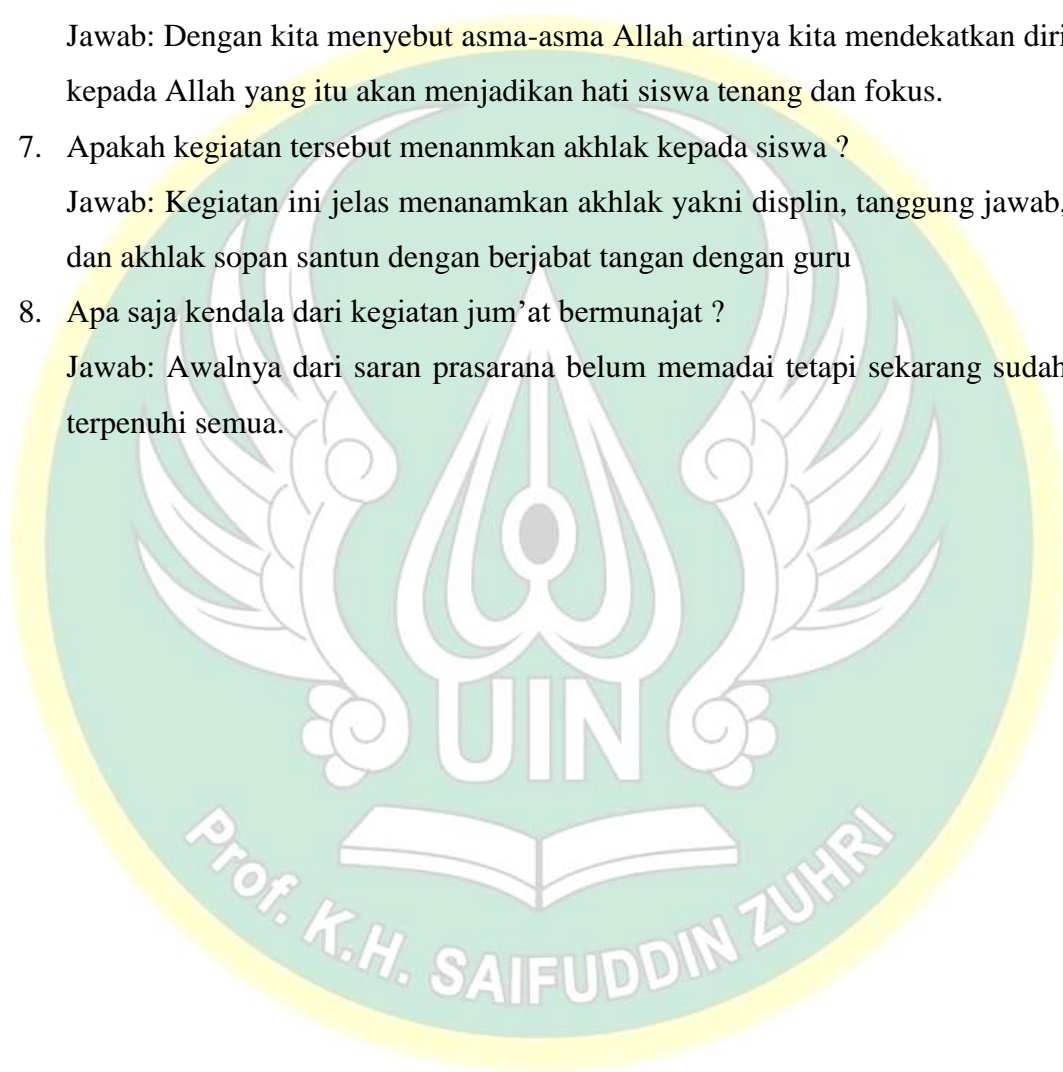 Jawab: Dengan kita menyebut asma-asma Allah artinya kita mendekatkan diri
kepada Allah yang itu akan menjadikan hati siswa tenang dan fokus.
7. Apakah kegiatan tersebut menanmkan akhlak kepada siswa ?
Jawab: Kegiatan ini jelas menanamkan akhlak yakni displin, tanggung jawab,
dan akhlak sopan santun dengan berjabat tangan dengan guru
8. Apa saja kendala dari kegiatan jum’at bermunajat ?
Jawab: Awalnya dari saran prasarana belum memadai tetapi sekarang sudah
terpenuhi semua.
UIN
Prof. K.H. SAIFUDDIN ZUHRI